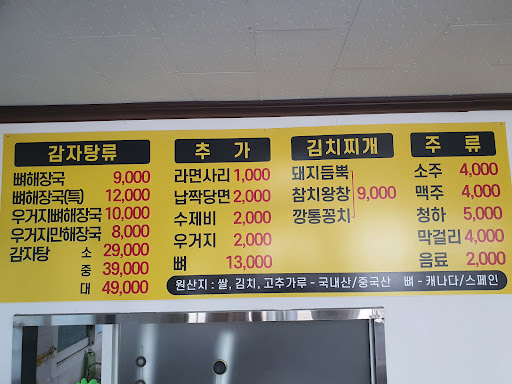 감자탕류
뼈해장국 9,000
뼈해장국(특) 12,000
우거지뼈해장국 10,000
우거지만해장국 8,000
감자탕 소 29,000
중 39,000
대 49,000
추 가
라면사리 1,000
납짝당면 2,000
수제비 2,000
우거지 2,000
뼈 13,000
김치찌개
돼지듬뿍
참치왕창 9,000
깡통꽁치
주 류
소주 4,000
맥주 4,000
청하 5,000
막걸리 4,000
음료 2,000
원산지 : 쌀, 김치, 고추가루 - 국내산/중국산 뼈 - 캐나다/스페인